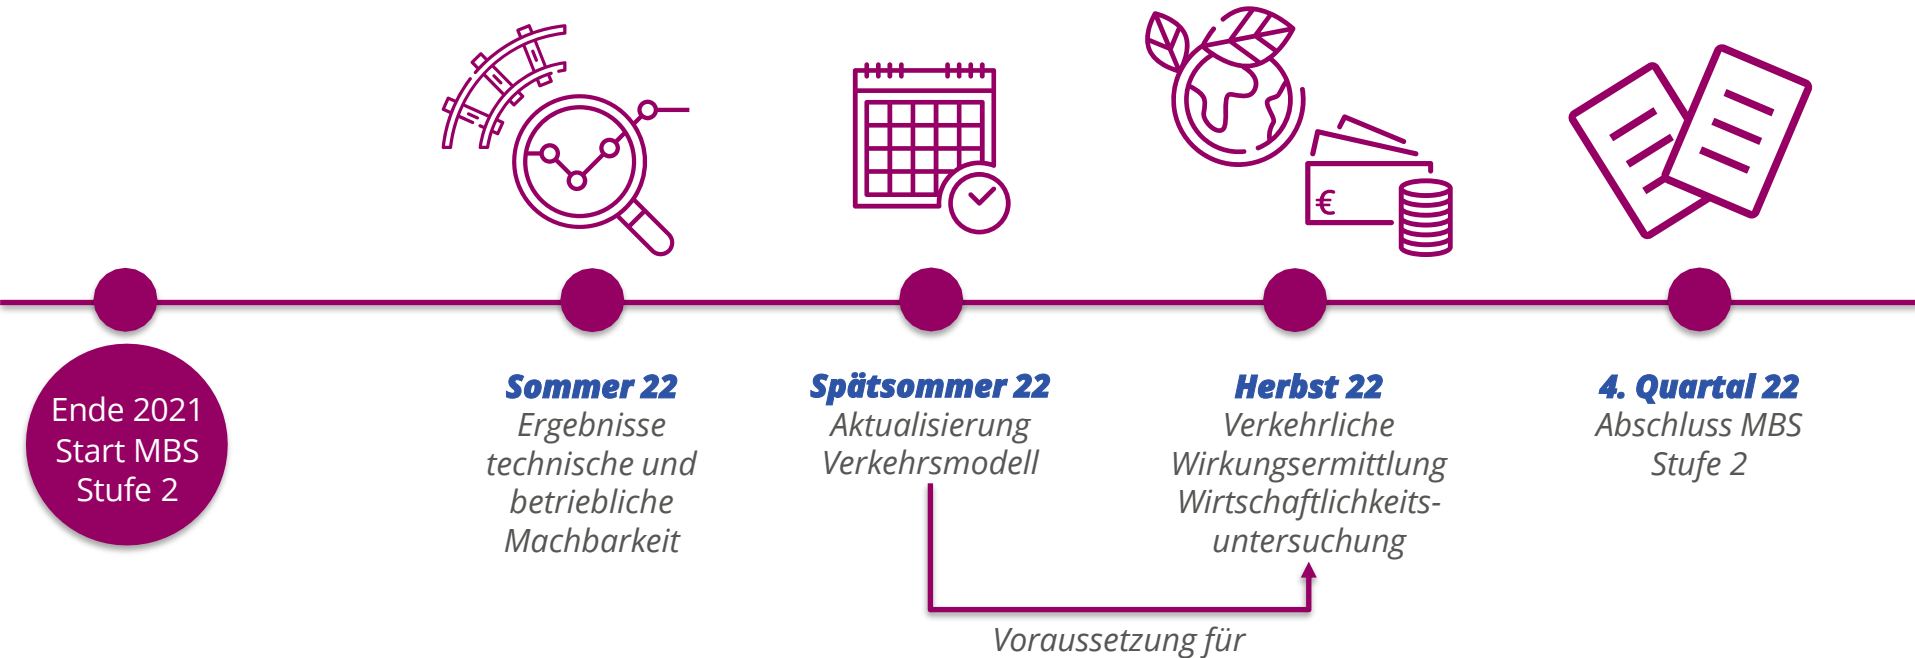 €
Ende 2021
Start MBS
Stufe 2
Sommer 22
Ergebnisse
technische und
betriebliche
Machbarkeit
Spätsommer 22
Aktualisierung
Verkehrsmodell
Herbst 22
Verkehrliche
Wirkungsermittlung
Wirtschaftlichkeits-
untersuchung
4. Quartal 22
Abschluss MBS
Stufe 2
Voraussetzung für